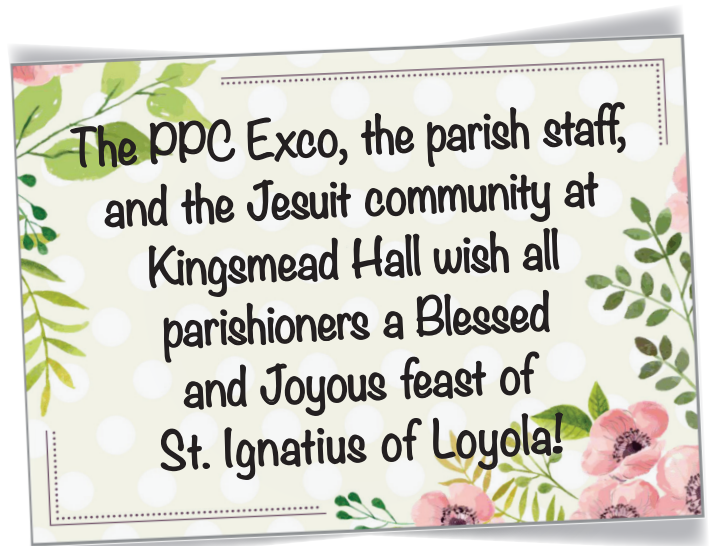 The PPC Exco, the parish staff,
and the Jesuit community at
Kingsmead Hall wish all
parishioners a Blessed
and Joyous feast of
St. Ignatius of Loyola!